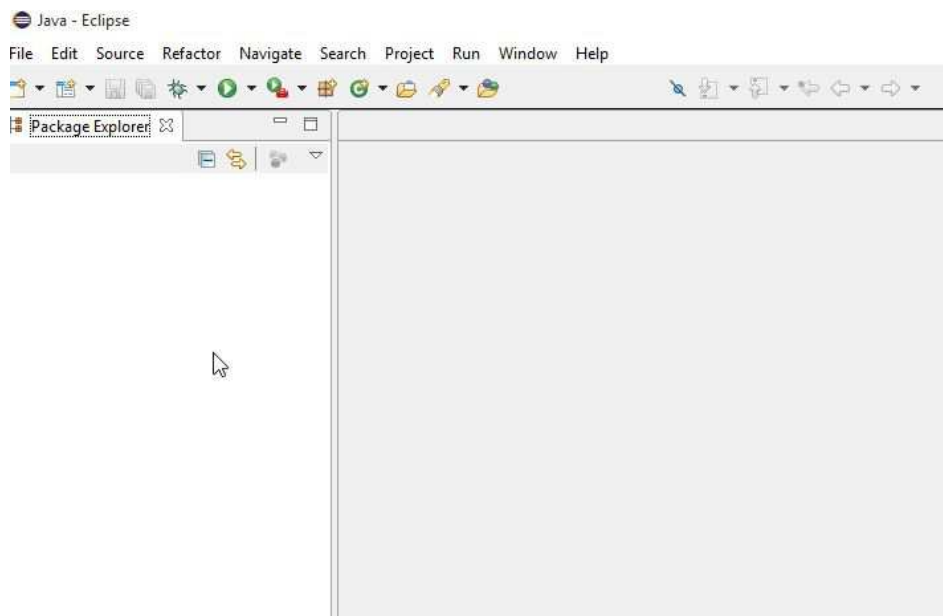 Java - Eclipse
File Edit Source Refactor Navigate Search Project Run Window Help
Package Explorer